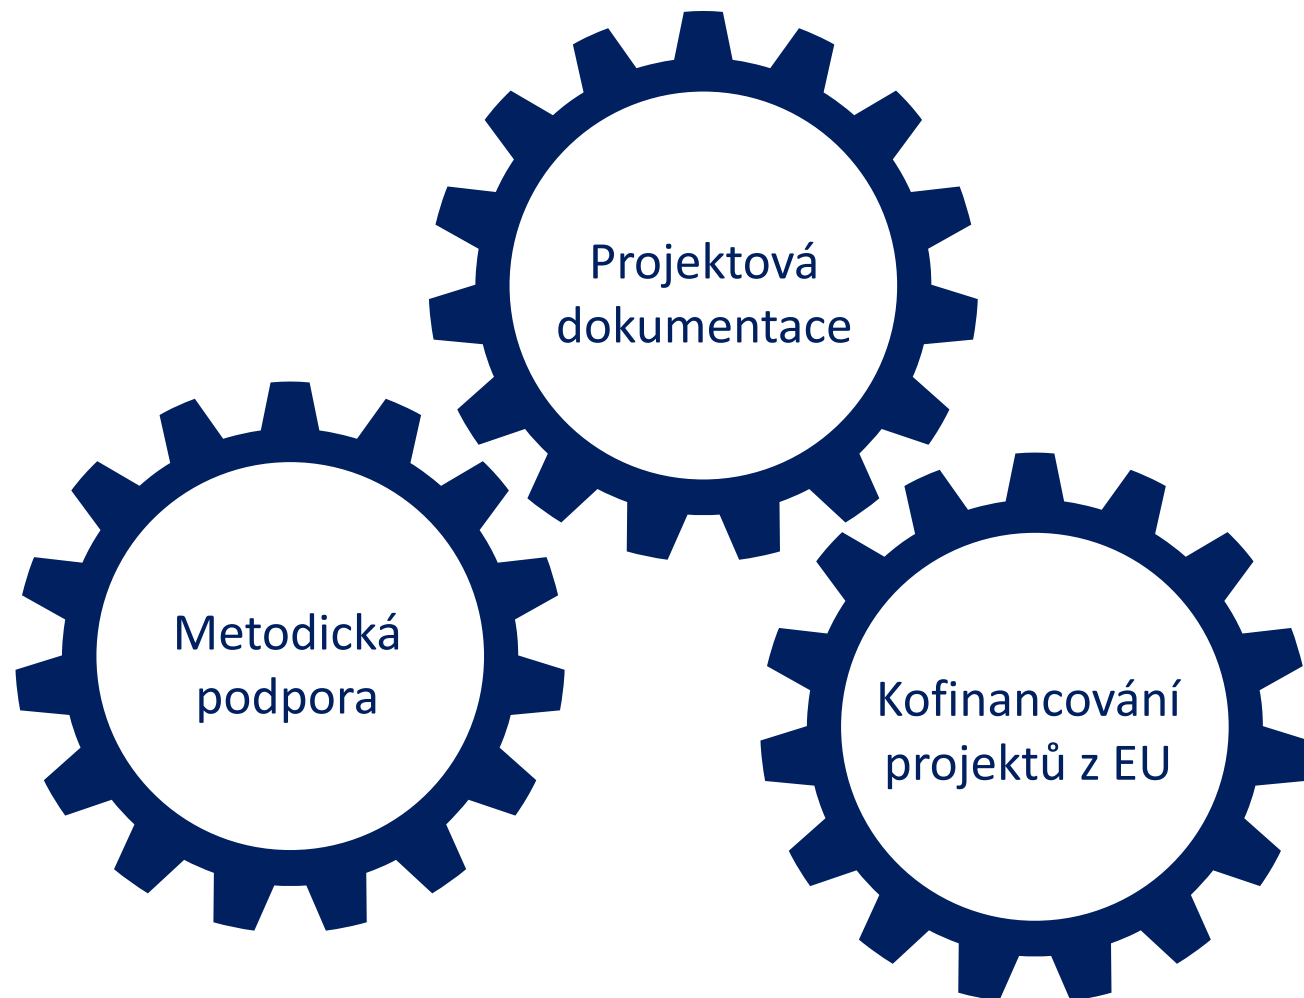 Projektová
dokumentace
Metodická
podpora
Kofinancování
projektů z EU